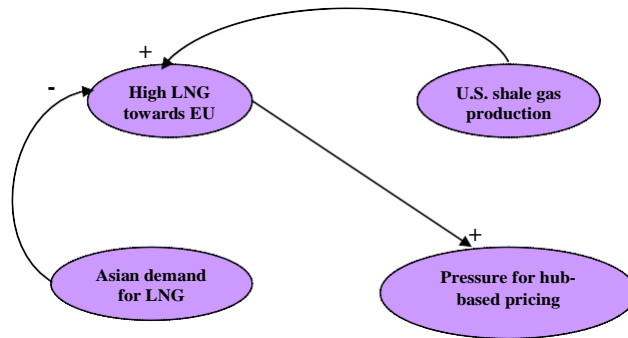 +
-
High LNG
towards EU
U.S. shale gas
production
+
Asian demand
for LNG
Pressure for hub-
based pricing